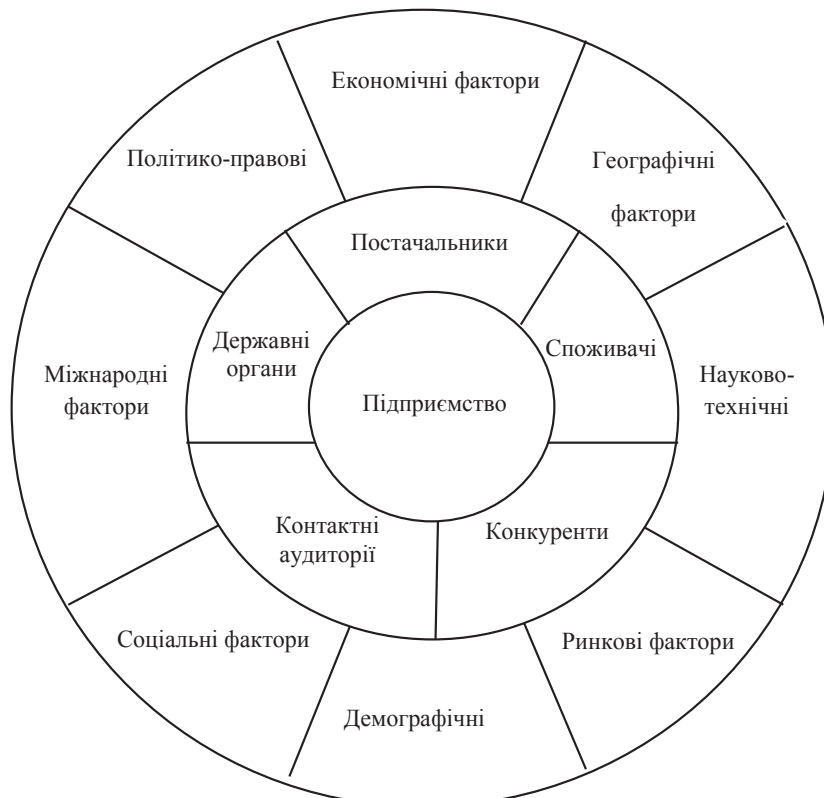 Економічні фактори
Політико-правові
Географічні
фактори
Постачальники
Державні
органи
Споживачі
Міжнародні
фактори
Підприємство
Науково-
технічні
Контактні
аудиторії
Конкуренти
Соціальні фактори
Ринкові фактори
Демографічні